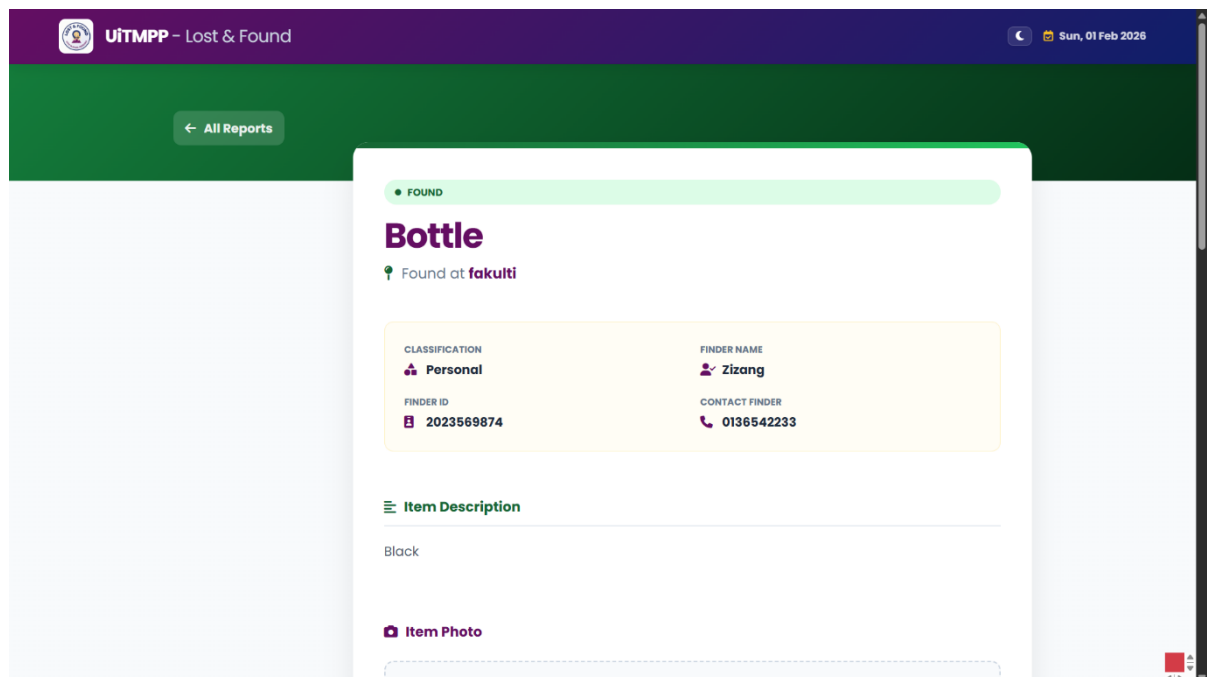 UiTMPP - Lost & Found
Sun, 01 Feb 2026
← All Reports
FOUND
Bottle
Found at fakulti
CLASSIFICATION
Personal
FINDER NAME
Zizang
FINDER ID
2023569874
CONTACT FINDER
0136542233
Item Description
Black
Item Photo